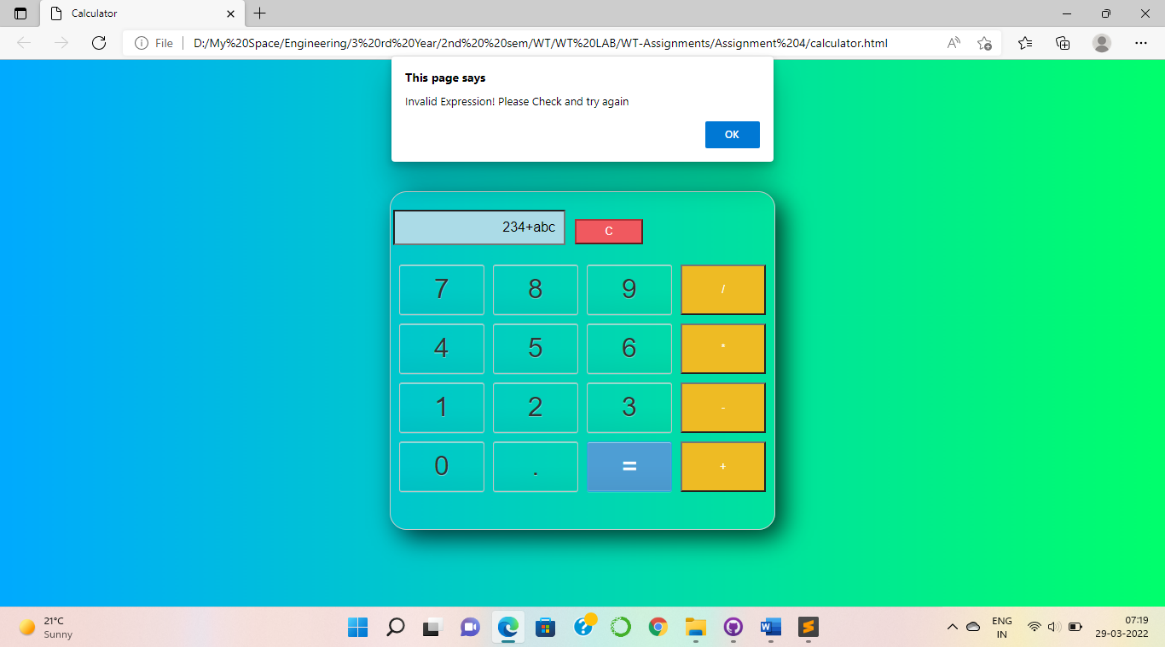 Calculator
File
D:/My%20Space/Engineering/3%20rd%20Year/2nd%20%20sem/WT/WT%20LAB/WT-Assignments/Assignment%204/calculator.html
This page says
Invalid Expression! Please Check and try again
OK
234+abc
C
7 8 9 /
4 5 6 *
1 2 3 -
0 . = +
21°C
Sunny
ENG
IN
07:19
29-03-2022